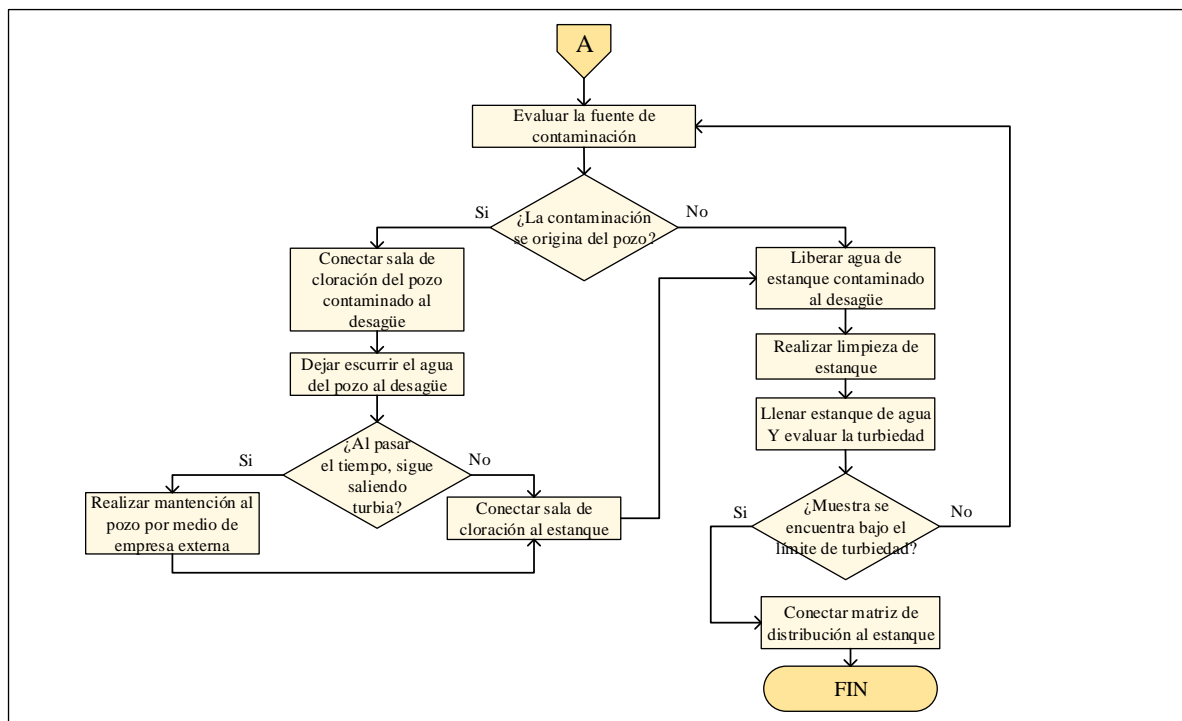 A
Evaluar la fuente de
contaminación
¿La contaminación
se origina del pozo?
Si
No
Conectar sala de
cloración del pozo
contaminado al
desagüe
Dejar escurrir el agua
del pozo al desagüe
¿Al pasar
el tiempo, sigue
saliendo
turbia?
Si
No
Realizar mantención al
pozo por medio de
empresa externa
Conectar sala de
cloración al estanque
Liberar agua de
estanque contaminado
al desagüe
Realizar limpieza de
estanque
Llenar estanque de agua
Y evaluar la turbiedad
¿Muestra se
encuentra bajo el
límite de turbiedad?
Si
No
Conectar matriz de
distribución al estanque
FIN